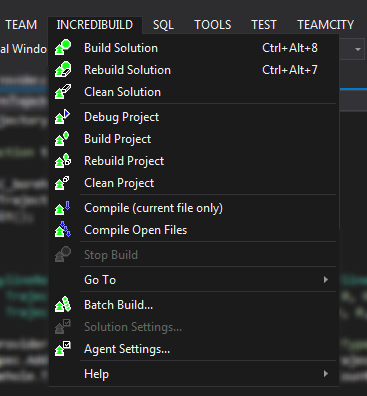 TEAM INCREDIBUILD SQL TOOLS TEST TEAMCITY
al Window
Build Solution Ctrl+Alt+8
Rebuild Solution Ctrl+Alt+7
Clean Solution
Debug Project
Build Project
Rebuild Project
Clean Project
Compile (current file only)
Compile Open Files
Stop Build
Go To
Batch Build...
Solution Settings...
Agent Settings...
Help